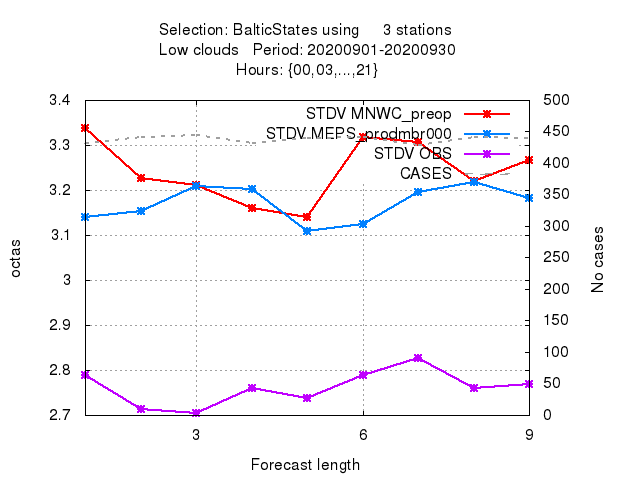 Selection: BalticStates using 3 stations
Low clouds Period: 20200901-20200930
Hours: {00,03,...,21}
3.4
3.3
3.2
3.1
3
2.9
2.8
2.7
500
450
400
350
300
250
200
150
100
50
0
STDV MNWC_preop
STDV MEPS_prodmbr000
STDV OBS
CASES
octas
No cases
3
6
9
Forecast length